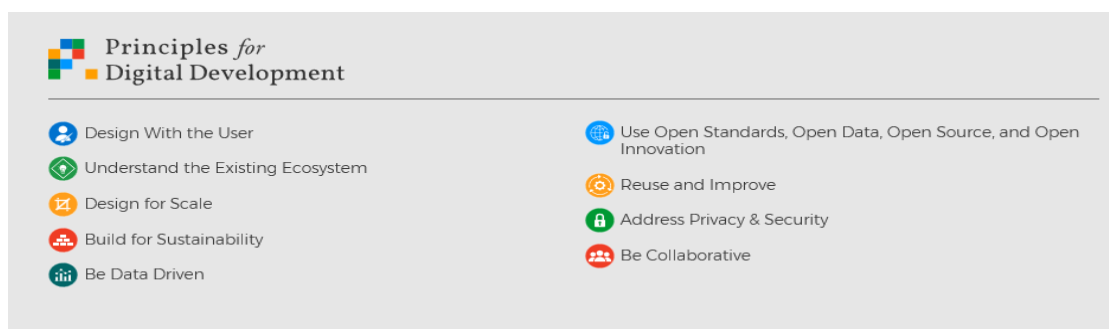 Principles for
Digital Development
Design With the User
Understand the Existing Ecosystem
Design for Scale
Build for Sustainability
Be Data Driven
Use Open Standards, Open Data, Open Source, and Open
Innovation
Reuse and Improve
Address Privacy & Security
Be Collaborative